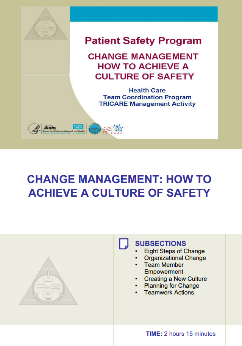 Patient Safety Program
CHANGE MANAGEMENT
HOW TO ACHIEVE A
CULTURE OF SAFETY
Health Care
Team Coordination Program
TRICARE Management Activity
CHANGE MANAGEMENT: HOW TO
ACHIEVE A CULTURE OF SAFETY
SUBSECTIONS
• Eight Steps of Change
• Organizational Change
• Team Member
Empowerment
• Creating a New Culture
• Planning for Change
• Teamwork Actions
TIME: 2 hours 15 minutes